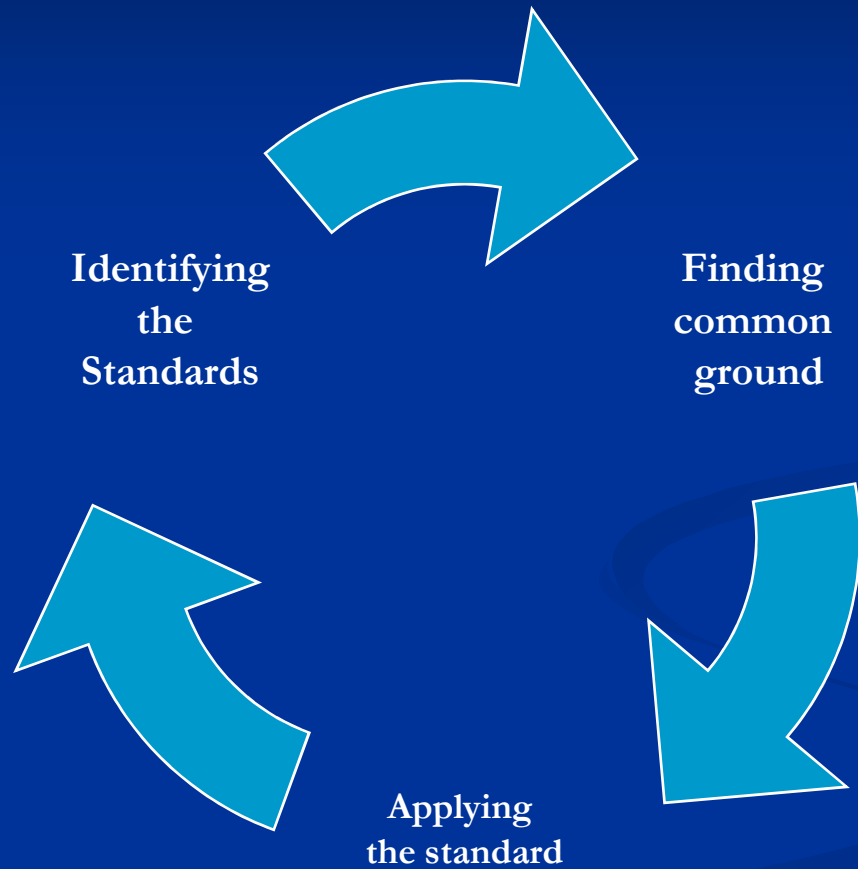 Identifying
the
Standards
Finding
common
ground
Applying
the standard